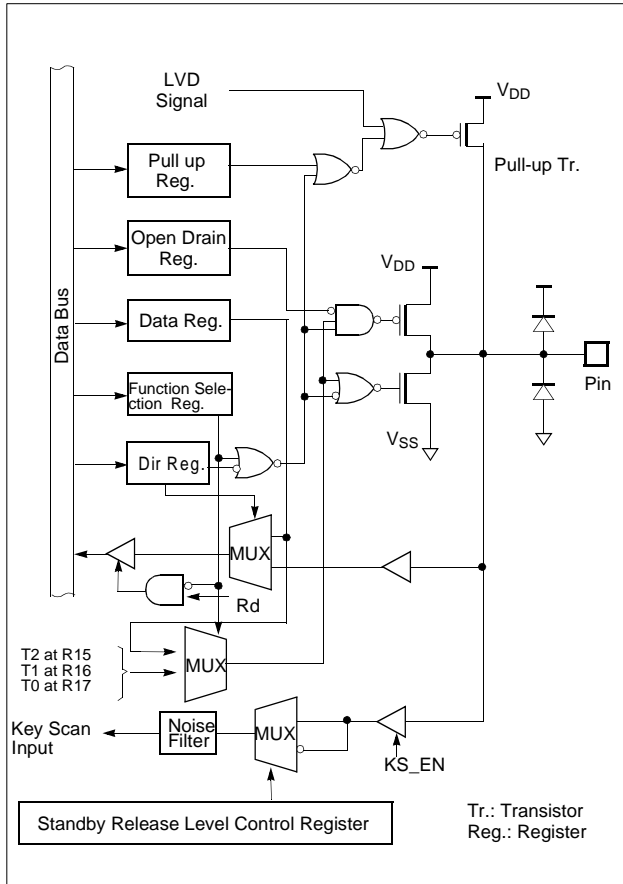 LVD
Signal
VDD
Pull up
Reg.
Pull-up Tr.
Open Drain
Reg.
VDD
Data Bus
Data Reg.
Function Sele-
ction Reg.
Pin
VSS
Dir Reg.
MUX
Rd
T2 at R15
T1 at R16
T0 at R17
MUX
Key Scan
Input
Noise
Filter
MUX
KS_EN
Standby Release Level Control Register
Tr.: Transistor
Reg.: Register